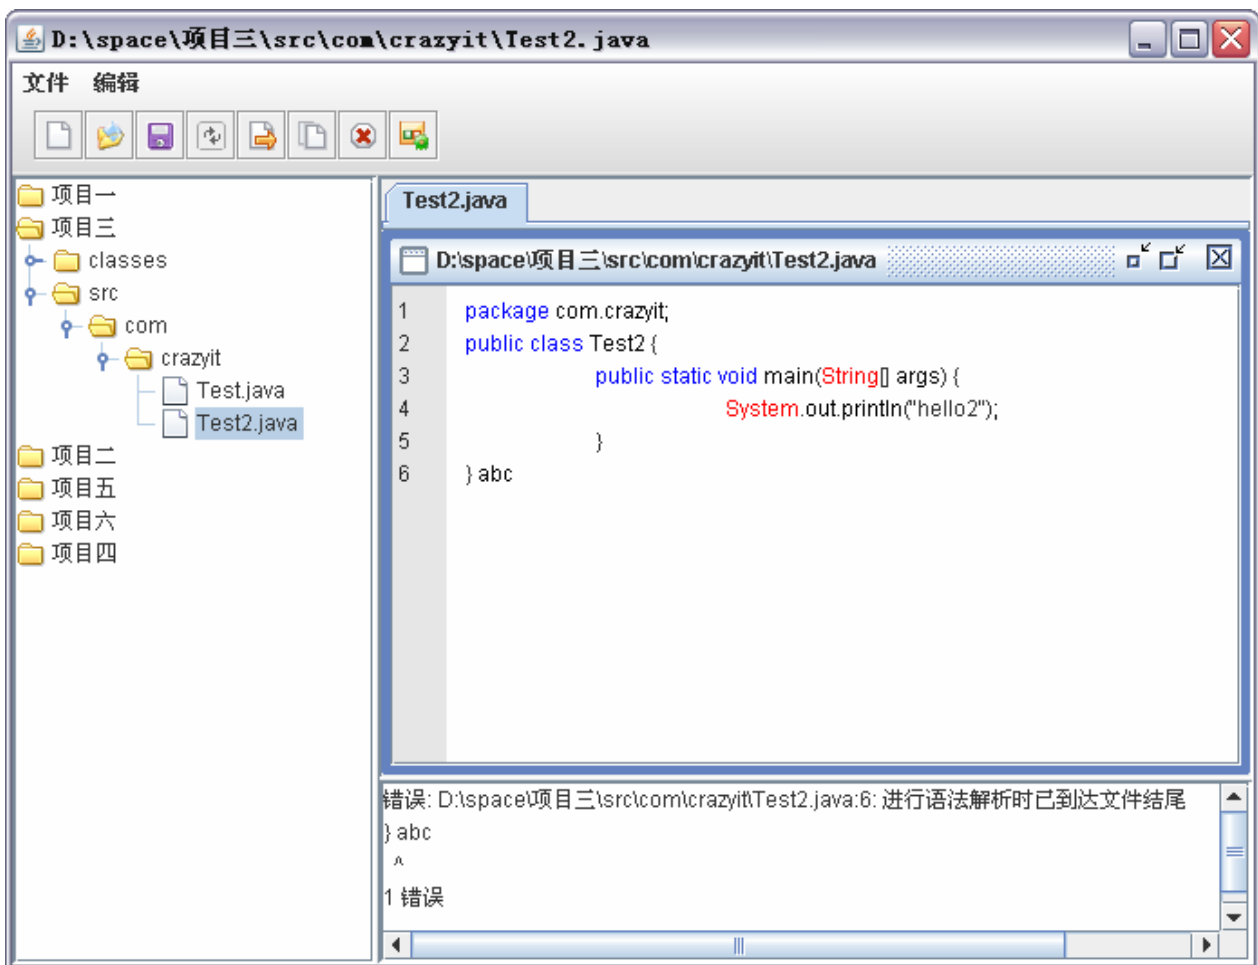 D:\space\项目三\src\com\crazyit\Test2.java
文件 编辑
项目一
项目三
classes
src
com
crazyit
Test.java
Test2.java
项目二
项目五
项目六
项目四
Test2.java
D:\space\项目三\src\com\crazyit\Test2.java
1 package com.crazyit;
2 public class Test2 {
3 public static void main(String[] args) {
4 System.out.println("hello2");
5 }
6 } abc
错误: D:\space\项目三\src\com\crazyit\Test2.java:6: 进行语法解析时已到达文件结尾
} abc
^
1 错误